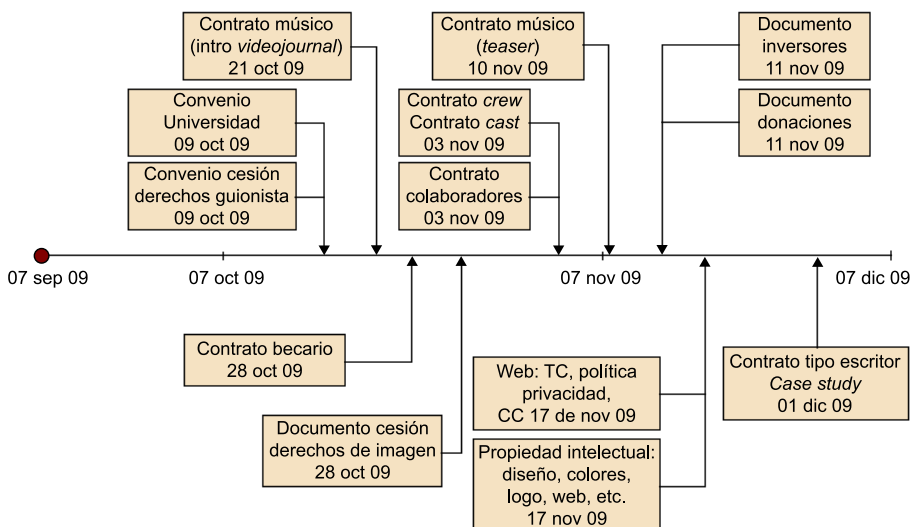 Contrato músico
(intro videojournal)
21 oct 09
Contrato músico
(teaser)
10 nov 09
Documento
inversores
11 nov 09
Convenio
Universidad
09 oct 09
Contrato crew
Contrato cast
03 nov 09
Documento
donaciones
11 nov 09
Convenio cesión
derechos guionista
09 oct 09
Contrato
colaboradores
03 nov 09
07 sep 09
07 oct 09
07 nov 09
07 dic 09
Contrato becario
28 oct 09
Web: TC, política
privacidad,
CC 17 de nov 09
Contrato tipo escritor
Case study
01 dic 09
Documento cesión
derechos de imagen
28 oct 09
Propiedad intelectual:
diseño, colores,
logo, web, etc.
17 nov 09